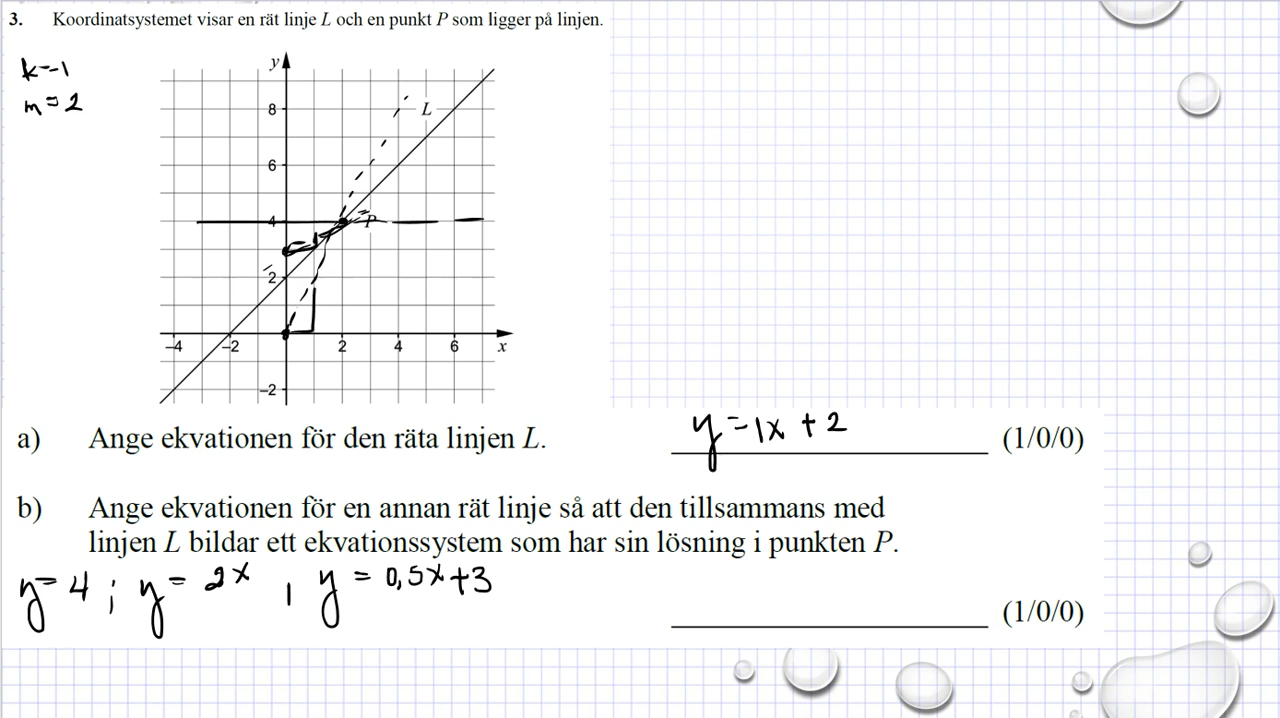 3. Koordinatsystemet visar en rät linje L och en punkt P som ligger på linjen.
k=1
m=2
y
8
L
6
4
P
2
-4
-2
2
4
6
x
-2
y=1x+2
a) Ange ekvationen för den räta linjen L. (1/0/0)
b) Ange ekvationen för en annan rät linje så att den tillsammans med
linjen L bildar ett ekvationssystem som har sin lösning i punkten P.
y=4 ; y=2x , y=0,5x+3
(1/0/0)